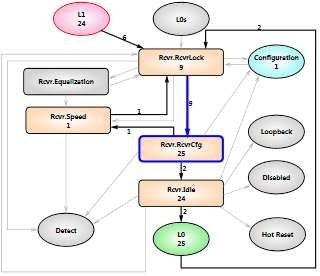 L1
24
L0s
2
6
Rcvr.RcvrLock
9
Configuration
1
Rcvr.Equalization
9
1
Rcvr.Speed
1
1
Loopback
Rcvr.RcvrCfg
25
2
Disabled
Rcvr.Idle
24
2
Detect
L0
25
Hot Reset